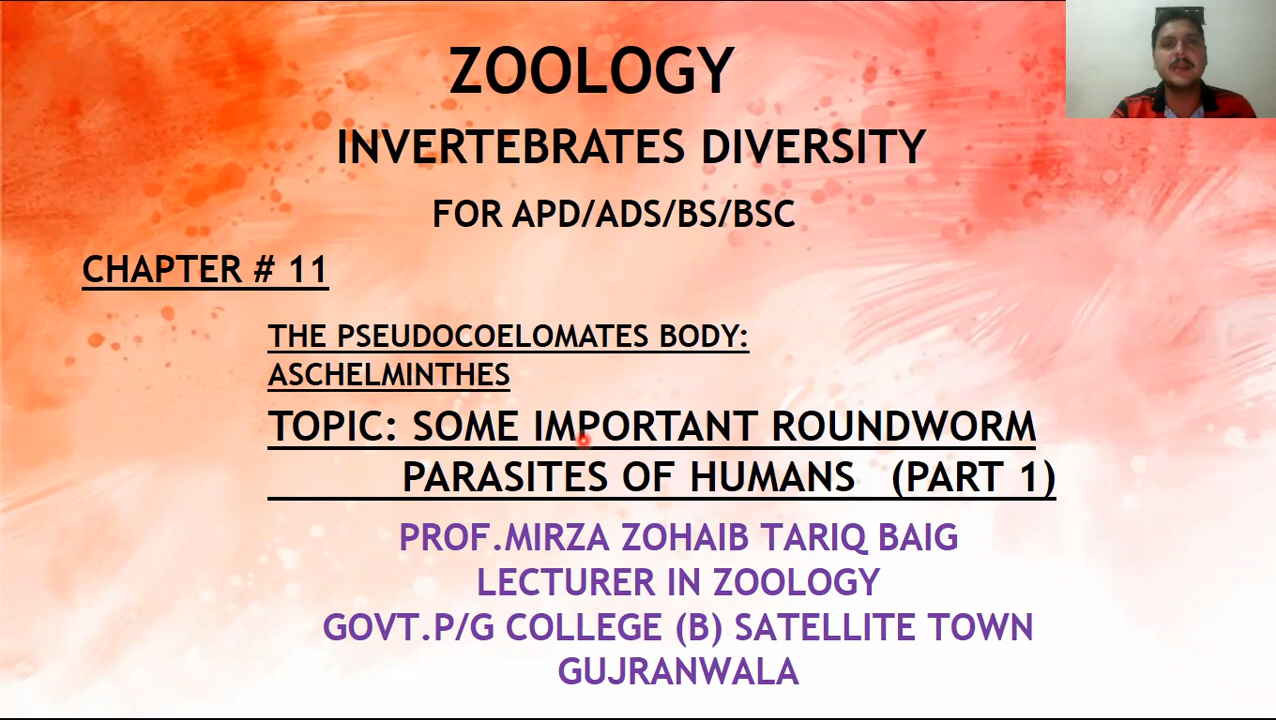 ZOOLOGY
INVERTEBRATES DIVERSITY
FOR APD/ADS/BS/BSC
CHAPTER # 11
THE PSEUDOCOELOMATES BODY:
ASCHELMINTHES
TOPIC: SOME IMPORTANT ROUNDWORM
PARASITES OF HUMANS (PART 1)
PROF.MIRZA ZOHAIB TARIQ BAIG
LECTURER IN ZOOLOGY
GOVT.P/G COLLEGE (B) SATELLITE TOWN
GUJRANWALA